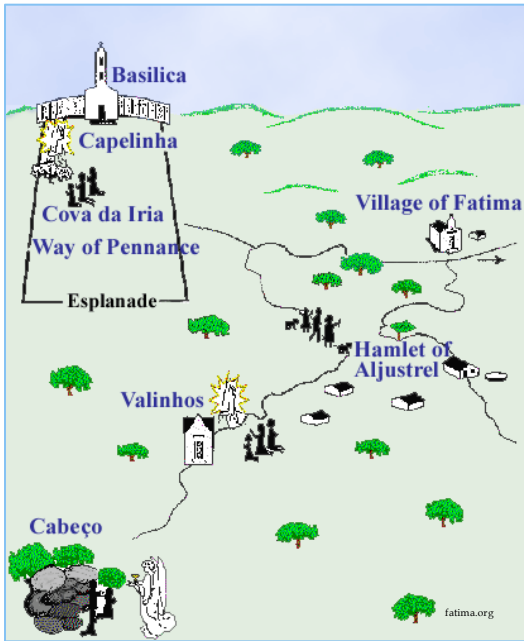 Basilica
Capelinha
Cova da Iria
Way of Pennance
Esplanade
Village of Fatima
Hamlet of
Aljustrel
Valinhos
Cabeço
fatima.org